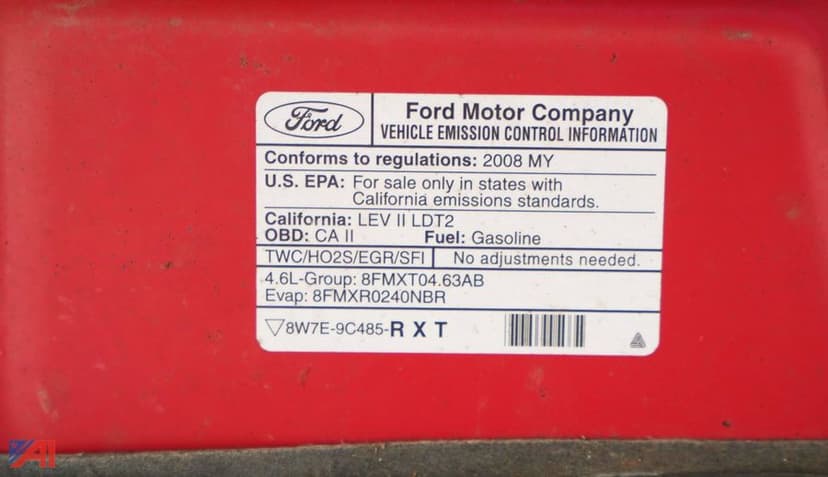 Ford
Ford Motor Company
VEHICLE EMISSION CONTROL INFORMATION
Conforms to regulations: 2008 MY
U.S. EPA: For sale only in states with
California emissions standards.
California: LEV II LDT2
OBD: CA II Fuel: Gasoline
TWC/HO2S/EGR/SFI No adjustments needed.
4.6L-Group: 8FMXT04.63AB
Evap: 8FMXR0240NBR
8W7E-9C485-R X T
AI